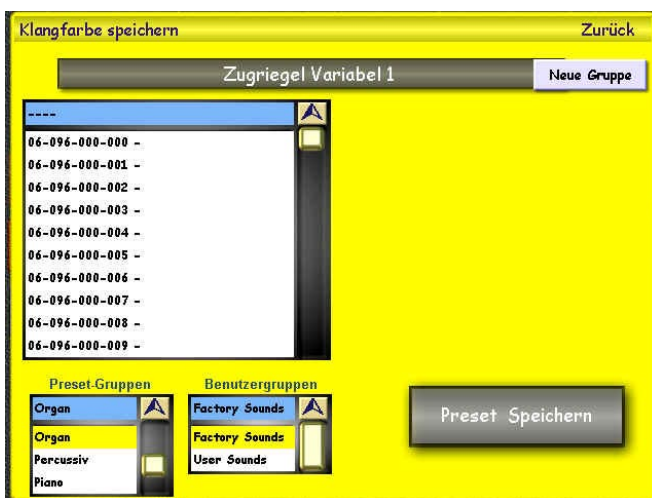 Klangfarbe speichern Zurück
Zugriegel Variabel 1 Neue Gruppe
----
06-096-000-000 -
06-096-000-001 -
06-096-000-002 -
06-096-000-003 -
06-096-000-004 -
06-096-000-005 -
06-096-000-006 -
06-096-000-007 -
06-096-000-008 -
06-096-000-009 -
Preset-Gruppen Benutzergruppen
Organ Factory Sounds
Organ Factory Sounds
Percussiv User Sounds
Piano
Preset Speichern